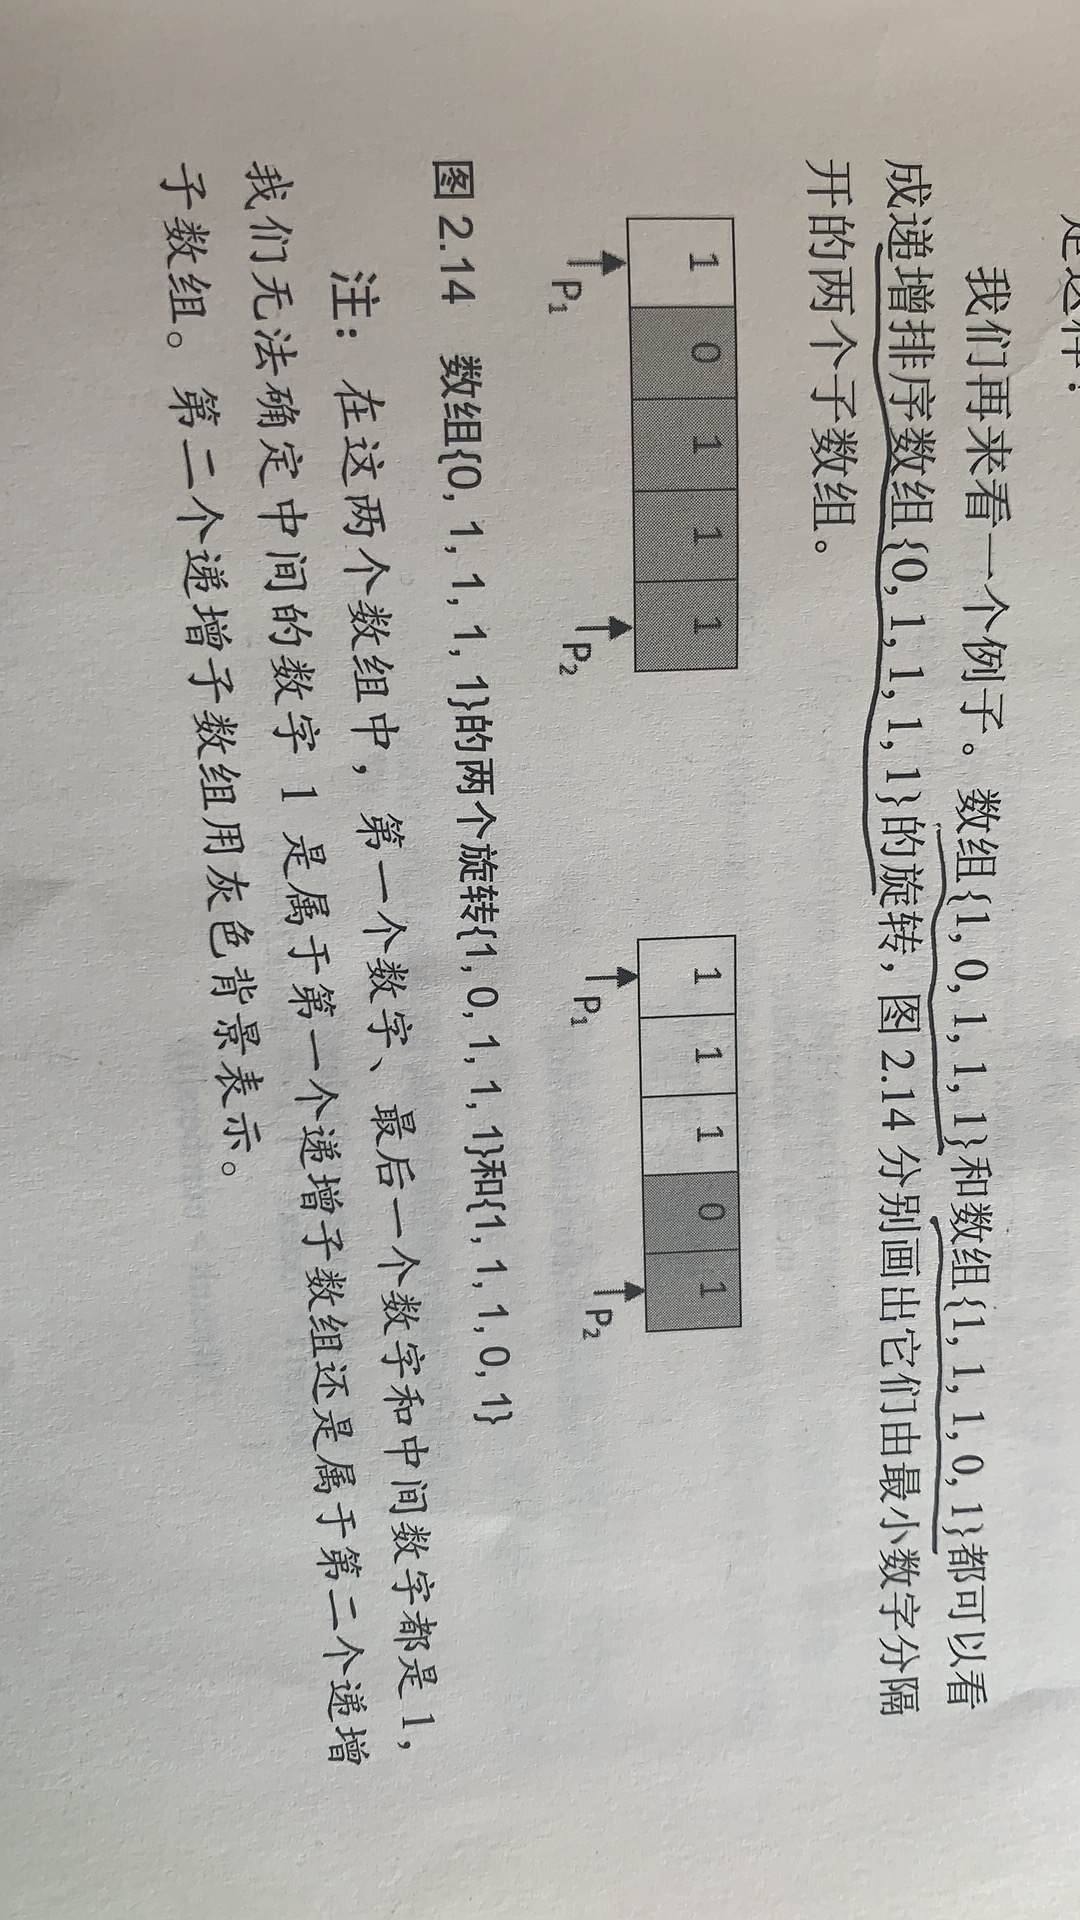 是这样？
我们再来看一个例子。数组{1, 0, 1, 1, 1}和数组{1, 1, 1, 0, 1}都可以看
成递增排序数组{0, 1, 1, 1, 1}的旋转，图 2.14 分别画出它们由最小数字分隔
开的两个子数组。
1 0 1 1 1
1 1 1 0 1
P₁ P₂
P₁ P₂
图 2.14 数组{0, 1, 1, 1, 1}的两个旋转{1, 0, 1, 1, 1}和{1, 1, 1, 0, 1}
注：在这两个数组中，第一个数字、最后一个数字和中间数字都是 1，
我们无法确定中间的数字 1 是属于第一个递增子数组还是属于第二个递增
子数组。第二个递增子数组用灰色背景表示。